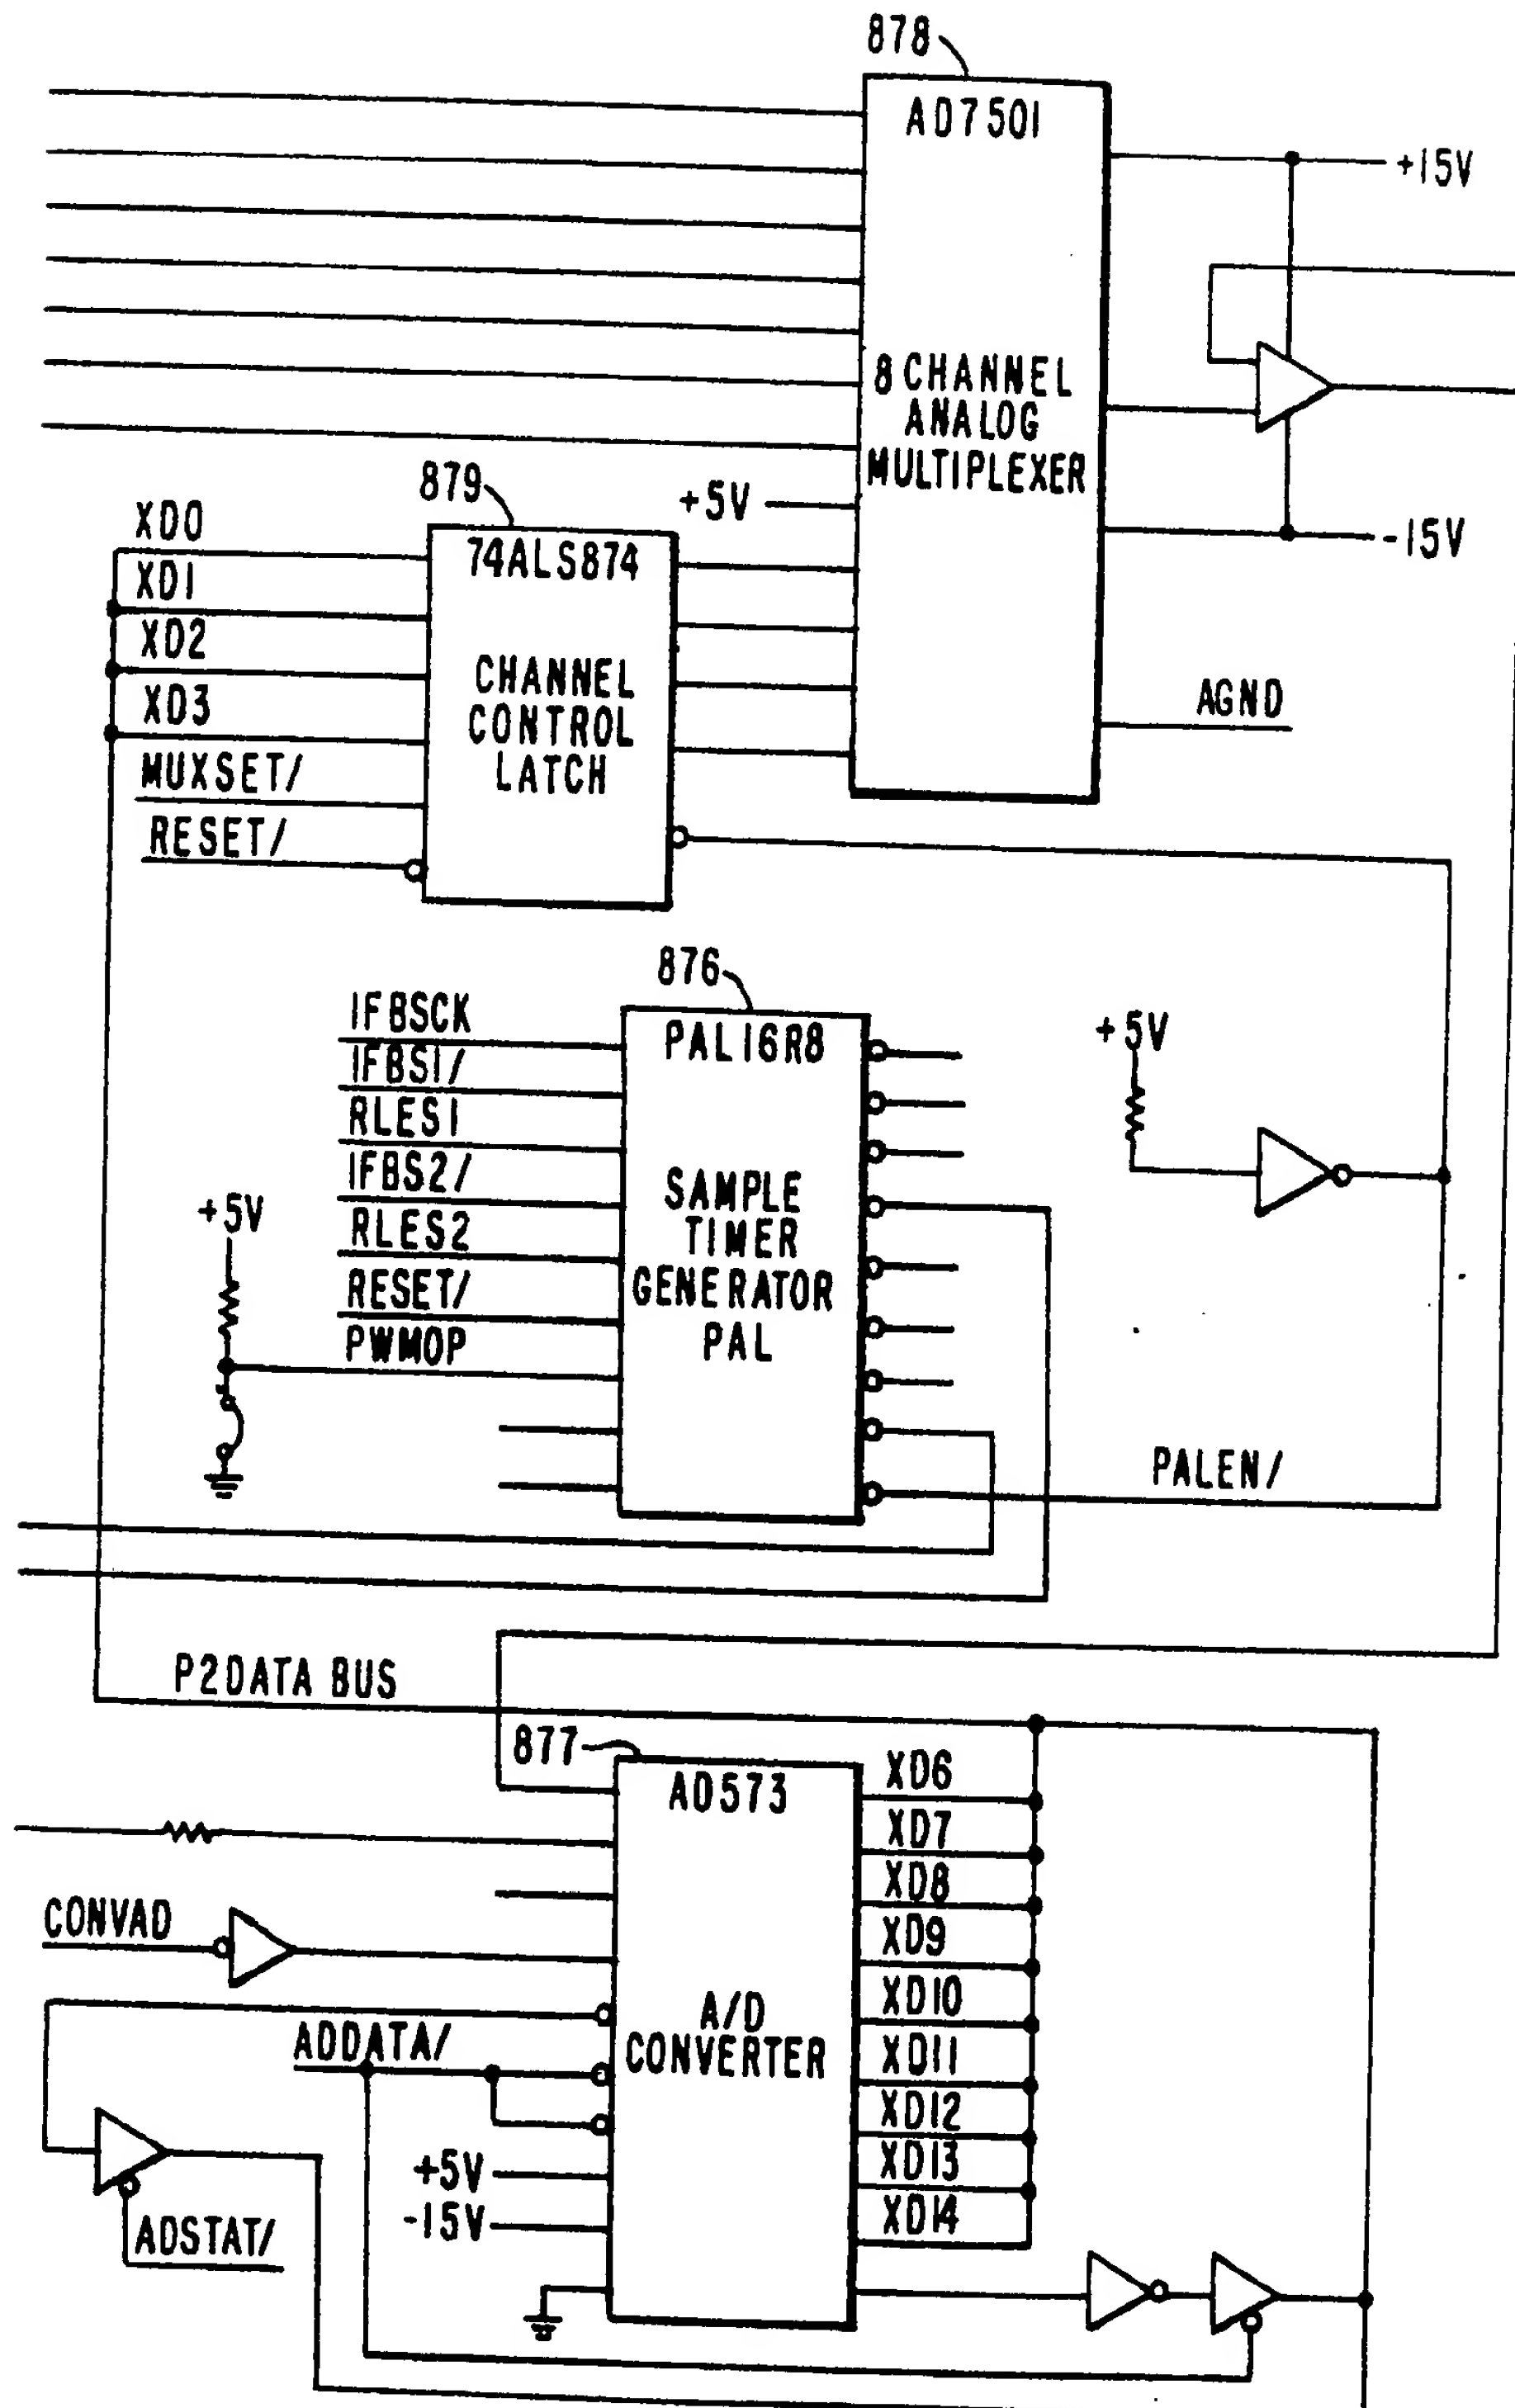 878
AD7501
+15V
8 CHANNEL
ANALOG
MULTIPLEXER
+5V
-15V
AGND
879
XD0
XD1
XD2
XD3
MUXSET/
RESET/
74ALS874
CHANNEL
CONTROL
LATCH
876
IFBSCK
IFBS1/
RLES1
IFBS2/
RLES2
RESET/
PWMOP
+5V
PAL16R8
SAMPLE
TIMER
GENERATOR
PAL
+5V
PALEN/
P2DATA BUS
877
AD573
XD6
XD7
XD8
XD9
XD10
XD11
XD12
XD13
XD14
CONVAD
A/D
CONVERTER
ADDATA/
+5V
-15V
ADSTAT/